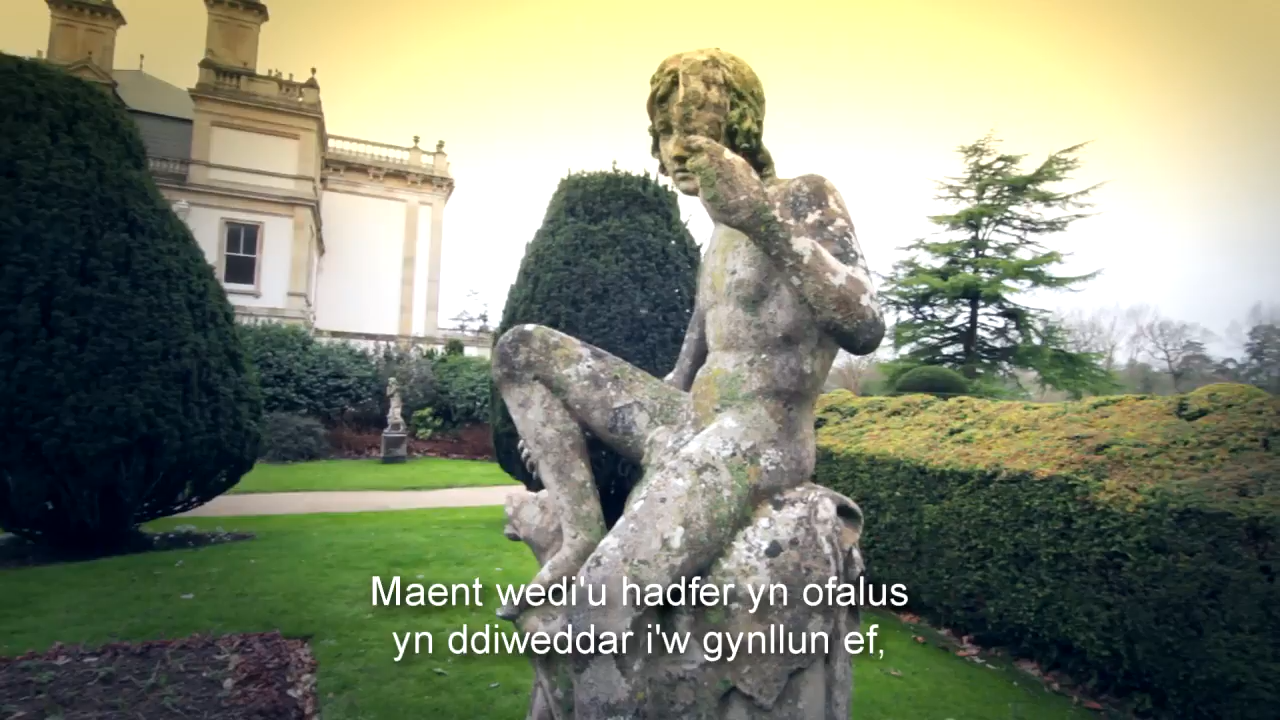 Maent wedi'u hadfer yn ofalus
yn ddiweddar i'w gynllun ef,